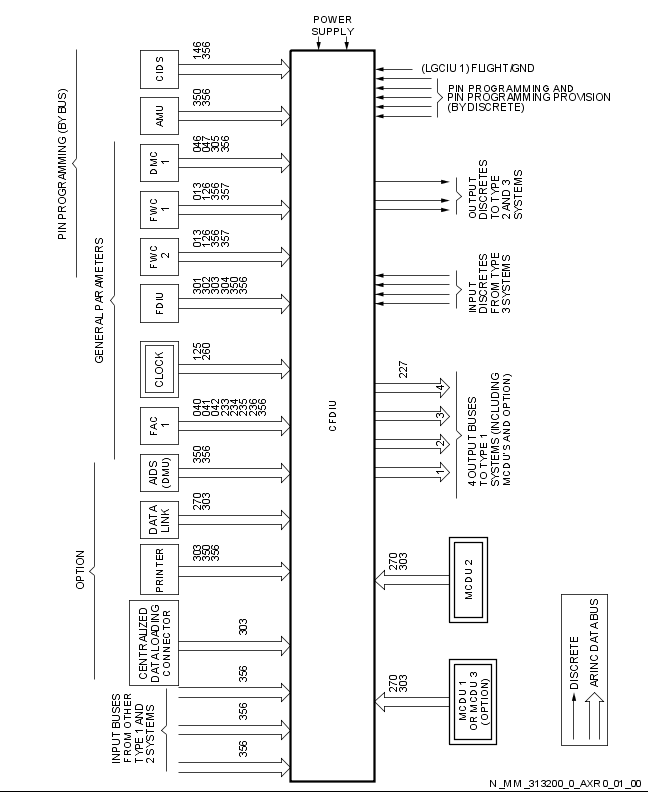 POWER
SUPPLY
PIN PROGRAMMING (BY BUS)
GENERAL PARAMETERS
OPTION
CIDS
146
356
AMU
350
356
DMC
1
046
047
305
356
FWC
1
013
126
356
357
FWC
2
013
126
356
357
FDIU
301
302
303
304
350
356
CLOCK
125
260
FAC
1
040
041
042
233
234
235
236
356
AIDS
(DMU)
350
356
DATA
LINK
270
303
PRINTER
303
350
356
CENTRALIZED
DATA LOADING
CONNECTOR
303
INPUT BUSES
FROM OTHER
TYPE 1 AND
2 SYSTEMS
356
356
356
CFDIU
(LGCIU 1) FLIGHT/GND
PIN PROGRAMMING AND
PIN PROGRAMMING PROVISION
(BY DISCRETE)
OUTPUT
DISCRETES
TO TYPE
2 AND 3
SYSTEMS
INPUT
DISCRETES
FROM TYPE
3 SYSTEMS
227
4
3
2
1
4 OUTPUT BUSES
TO TYPE 1
SYSTEMS (INCLUDING
MCDU'S AND OPTION)
270
303
MCDU 2
270
303
MCDU 1
OR MCDU 3
(OPTION)
DISCRETE
ARINC DATA BUS
N_MM_313200_0_AXR0_01_00